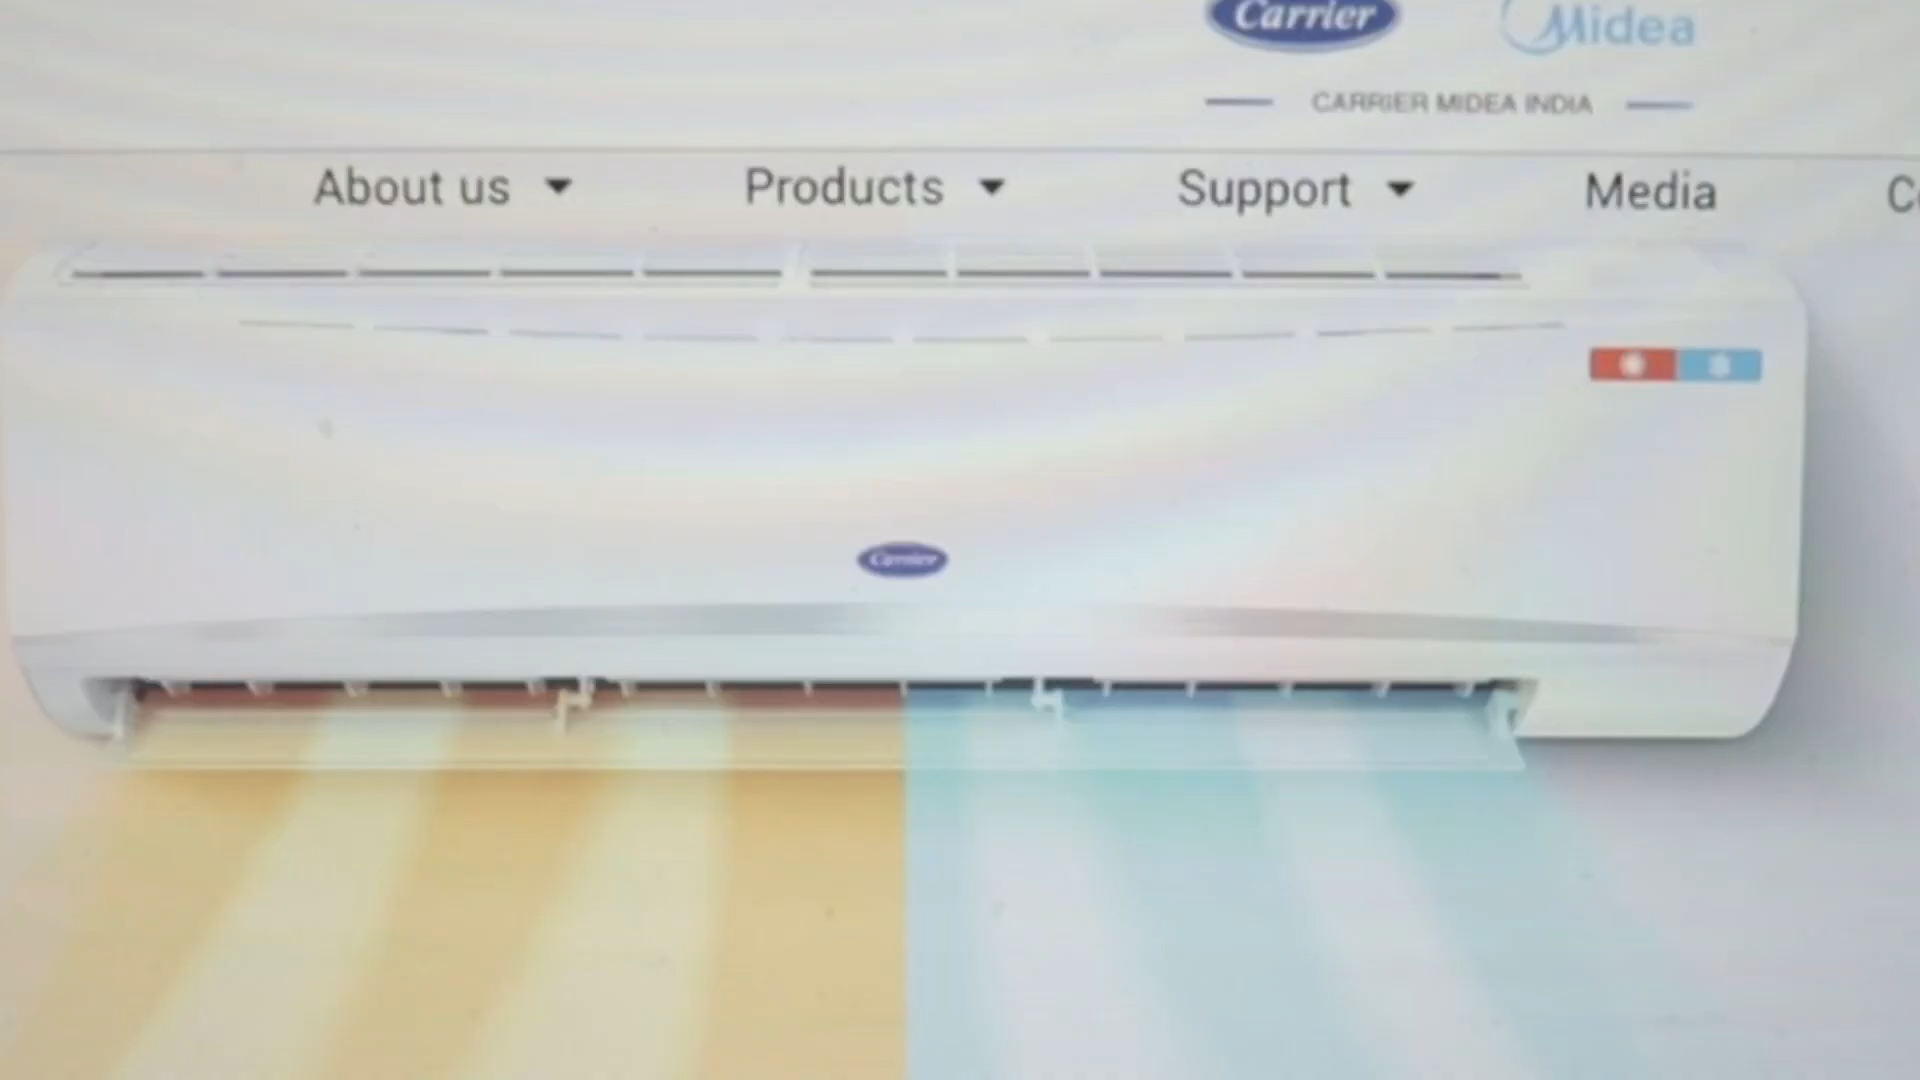 Carrier Midea
CARRIER MIDEA INDIA
About us Products Support Media
Carrier